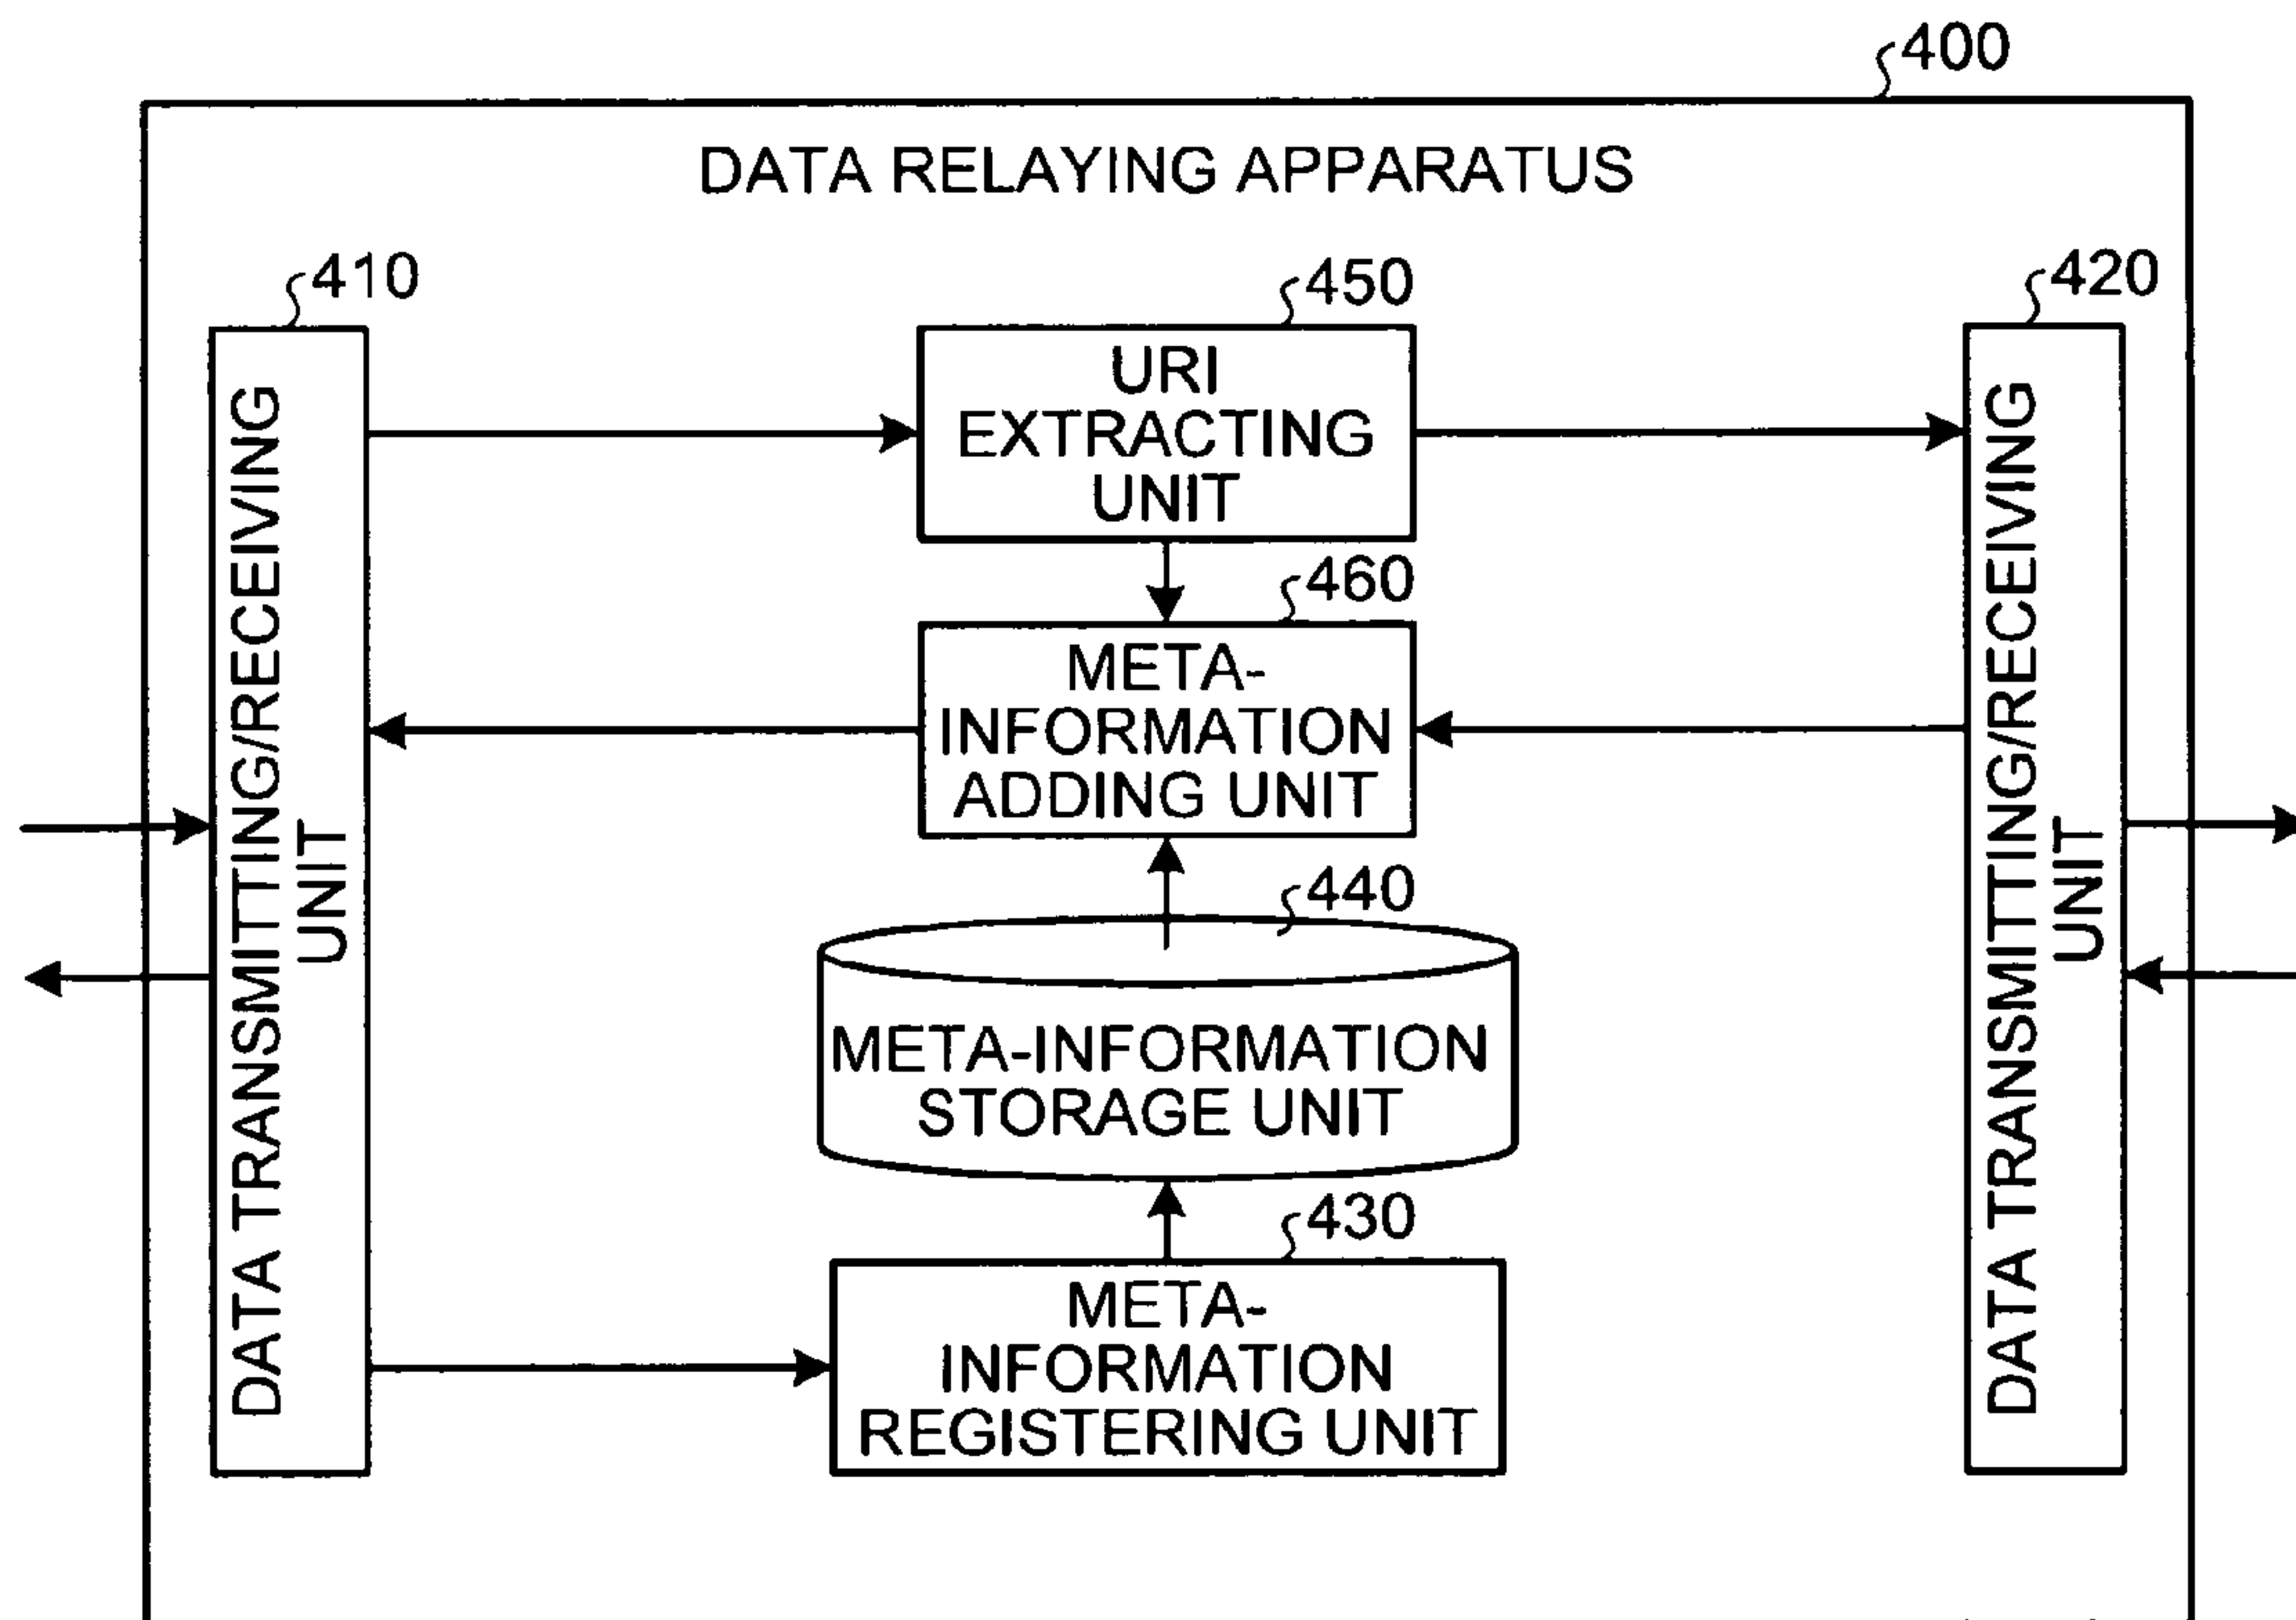 400
DATA RELAYING APPARATUS
410
450
420
URI
EXTRACTING
UNIT
DATA TRANSMITTING/RECEIVING
UNIT
DATA TRANSMITTING/RECEIVING
UNIT
460
META-
INFORMATION
ADDING UNIT
440
META-INFORMATION
STORAGE UNIT
430
META-
INFORMATION
REGISTERING UNIT